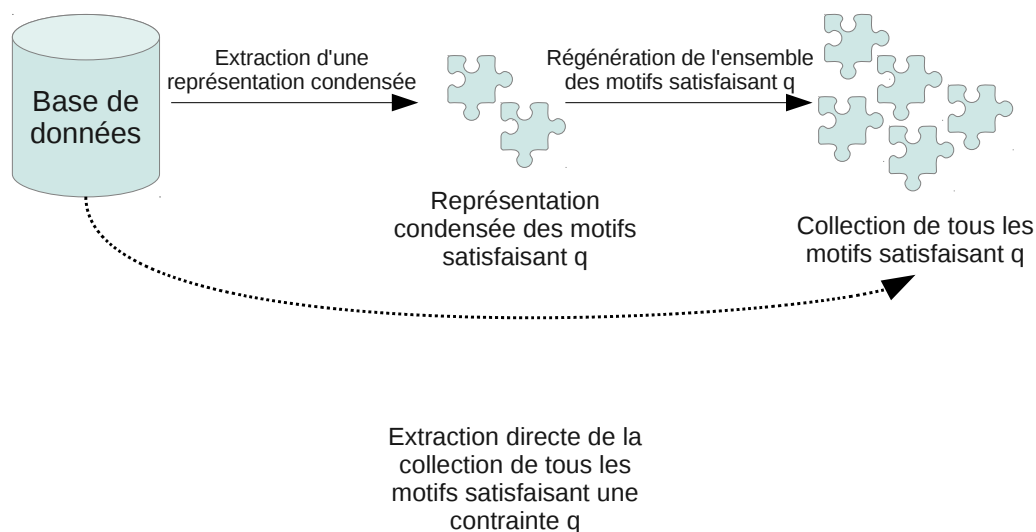 Base de
données
Extraction d'une
représentation condensée
Régénération de l'ensemble
des motifs satisfaisant q
Représentation
condensée des motifs
satisfaisant q
Collection de tous les
motifs satisfaisant q
Extraction directe de la
collection de tous les
motifs satisfaisant une
contrainte q